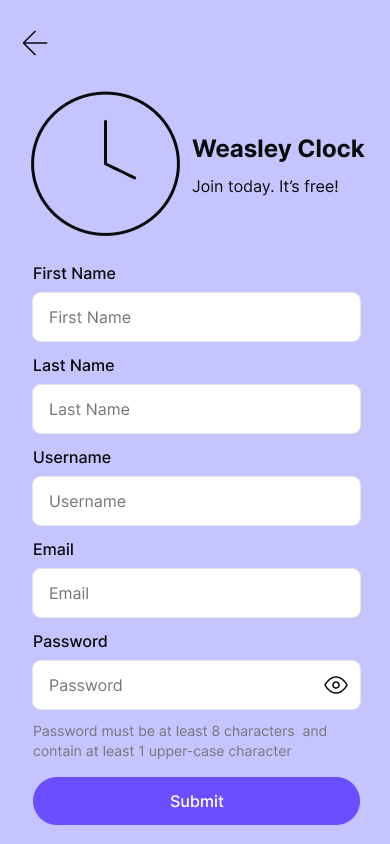 Weasley Clock
Join today. It’s free!
First Name
First Name
Last Name
Last Name
Username
Username
Email
Email
Password
Password
Password must be at least 8 characters  and
contain at least 1 upper-case character
Submit